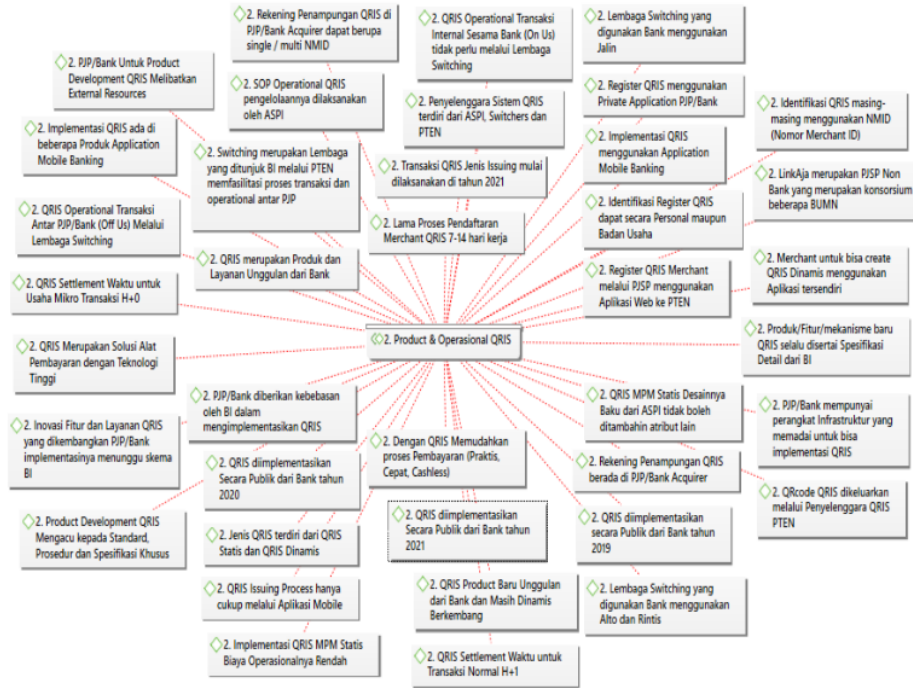 2. Rekening Penampungan QRIS di
PJP/Bank Acquirer dapat berupa
single / multi NMID
2. QRIS Operational Transaksi
Internal Sesama Bank (On Us)
tidak perlu melalui Lembaga
Switching
2. Lembaga Switching yang
digunakan Bank menggunakan
Jalin
2. PJP/Bank Untuk Product
Development QRIS Melibatkan
External Resources
2. SOP Operational QRIS
pengelolaannya dilaksanakan
oleh ASPI
2. Penyelenggara Sistem QRIS
terdiri dari ASPI, Switchers dan
PTEN
2. Register QRIS menggunakan
Private Application PJP/Bank
2. Identifikasi QRIS masing-
masing menggunakan NMID
(Nomor Merchant ID)
2. Implementasi QRIS ada di
beberapa Produk Application
Mobile Banking
2. Switching merupakan Lembaga
yang ditunjuk BI melalui PTEN
memfasilitasi proses transaksi dan
operational antar PJP
2. Transaksi QRIS Jenis Issuing mulai
dilaksanakan di tahun 2021
2. Implementasi QRIS
menggunakan Application
Mobile Banking
2. LinkAja merupakan PJSP Non
Bank yang merupakan konsorsium
beberapa BUMN
2. QRIS Operational Transaksi
Antar PJP/Bank (Off Us) Melalui
Lembaga Switching
2. Lama Proses Pendaftaran
Merchant QRIS 7-14 hari kerja
2. Identifikasi Register QRIS
dapat secara Personal maupun
Badan Usaha
2. QRIS merupakan Produk dan
Layanan Unggulan dari Bank
2. Register QRIS Merchant
melalui PJSP menggunakan
Aplikasi Web ke PTEN
2. Merchant untuk bisa create
QRIS Dinamis menggunakan
Aplikasi tersendiri
2. QRIS Settlement Waktu untuk
Usaha Mikro Transaksi H+0
2. Product & Operasional QRIS
2. Produk/Fitur/mekanisme baru
QRIS selalu disertai Spesifikasi
Detail dari BI
2. QRIS Merupakan Solusi Alat
Pembayaran dengan Teknologi
Tinggi
2. PJP/Bank diberikan kebebasan
oleh BI dalam
mengimplementasikan QRIS
2. QRIS MPM Statis Desainnya
Baku dari ASPI tidak boleh
ditambahin atribut lain
2. PJP/Bank mempunyai
perangkat Infrastruktur yang
memadai untuk bisa
implementasi QRIS
2. Inovasi Fitur dan Layanan QRIS
yang dikembangkan PJP/Bank
implementasinya menunggu skema
BI
2. Dengan QRIS Memudahkan
proses Pembayaran (Praktis,
Cepat, Cashless)
2. QRIS diimplementasikan
Secara Publik dari Bank tahun
2020
2. Rekening Penampungan QRIS
berada di PJP/Bank Acquirer
2. QRcode QRIS dikeluarkan
melalui Penyelenggara QRIS
PTEN
2. Product Development QRIS
Mengacu kepada Standard,
Prosedur dan Spesifikasi Khusus
2. Jenis QRIS terdiri dari QRIS
Statis dan QRIS Dinamis
2. QRIS diimplementasikan
Secara Publik dari Bank tahun
2021
2. QRIS diimplementasikan
secara Publik dari Bank tahun
2019
2. QRIS Issuing Process hanya
cukup melalui Aplikasi Mobile
2. QRIS Product Baru Unggulan
dari Bank dan Masih Dinamis
Berkembang
2. Lembaga Switching yang
digunakan Bank menggunakan
Alto dan Rintis
2. Implementasi QRIS MPM Statis
Biaya Operasionalnya Rendah
2. QRIS Settlement Waktu untuk
Transaksi Normal H+1